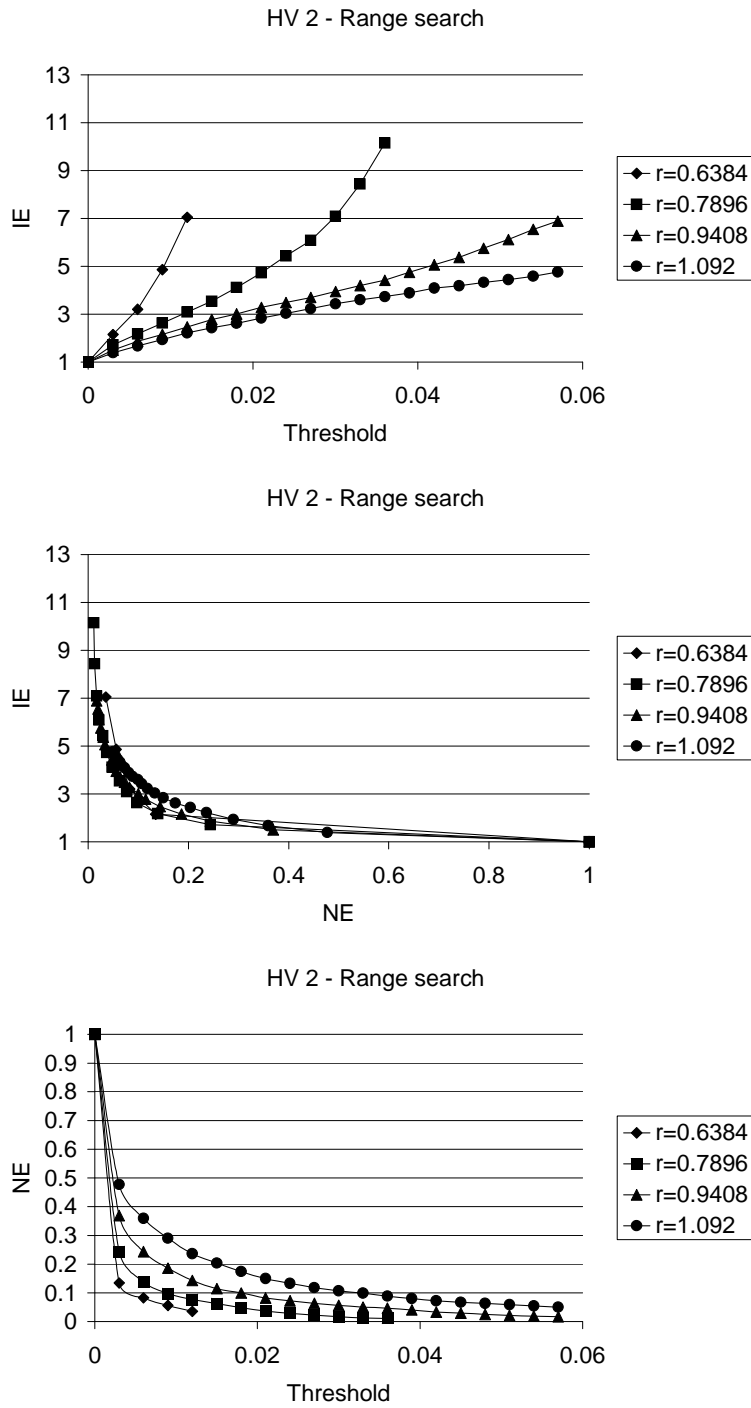 HV 2 - Range search
13
11
9
7
5
3
1
IE
0 0.02 0.04 0.06
Threshold
r=0.6384
r=0.7896
r=0.9408
r=1.092
HV 2 - Range search
13
11
9
7
5
3
1
IE
0 0.2 0.4 0.6 0.8 1
NE
r=0.6384
r=0.7896
r=0.9408
r=1.092
HV 2 - Range search
1
0.9
0.8
0.7
0.6
0.5
0.4
0.3
0.2
0.1
0
NE
0 0.02 0.04 0.06
Threshold
r=0.6384
r=0.7896
r=0.9408
r=1.092